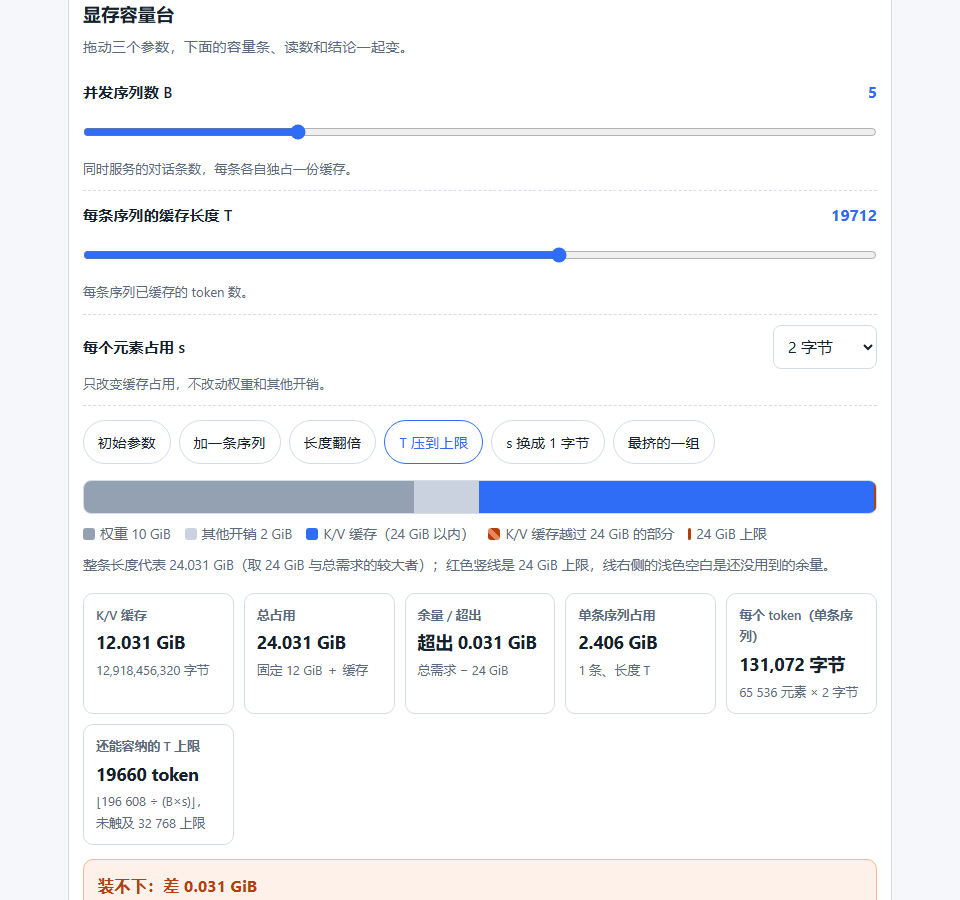 显存容量台
拖动三个参数，下面的容量条、读数和结论一起变。
并发序列数 B
5
同时服务的对话条数，每条各自独占一份缓存。
每条序列的缓存长度 T
19712
每条序列已缓存的 token 数。
每个元素占用 s
2 字节
只改变缓存占用，不改动权重和其他开销。
初始参数
加一条序列
长度翻倍
T 压到上限
s 换成 1 字节
最挤的一组
权重 10 GiB
其他开销 2 GiB
K/V 缓存（24 GiB 以内）
K/V 缓存越过 24 GiB 的部分
24 GiB 上限
整条长度代表 24.031 GiB（取 24 GiB 与总需求的较大者）；红色竖线是 24 GiB 上限，线右侧的浅色空白是还没用到的余量。
K/V 缓存
12.031 GiB
12,918,456,320 字节
总占用
24.031 GiB
固定 12 GiB + 缓存
余量 / 超出
超出 0.031 GiB
总需求 − 24 GiB
单条序列占用
2.406 GiB
1 条、长度 T
每个 token（单条序
列）
131,072 字节
65 536 元素 × 2 字节
还能容纳的 T 上限
19660 token
⌊196 608 ÷ (B×s)⌋，
未触及 32 768 上限
装不下：差 0.031 GiB